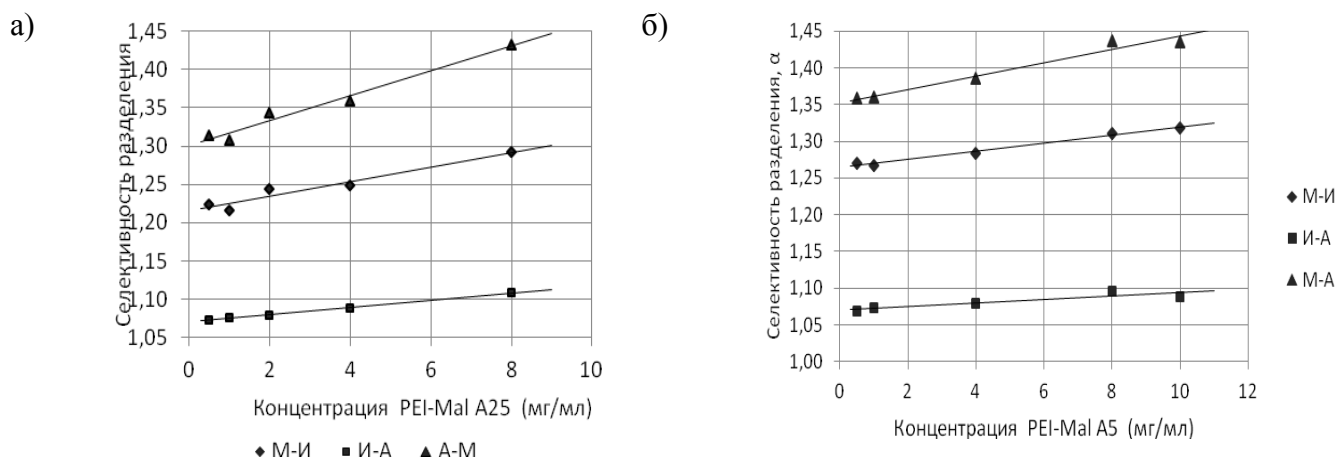 а)
Селективность разделения
1,45
1,40
1,35
1,30
1,25
1,20
1,15
1,10
1,05
0 2 4 6 8 10
Концентрация PEI-Mal A25 (мг/мл)
М-И И-А А-М
б)
Селективность разделения, α
1,45
1,40
1,35
1,30
1,25
1,20
1,15
1,10
1,05
1,00
0 2 4 6 8 10 12
Концентрация PEI-Mal A5 (мг/мл)
М-И
И-А
М-А